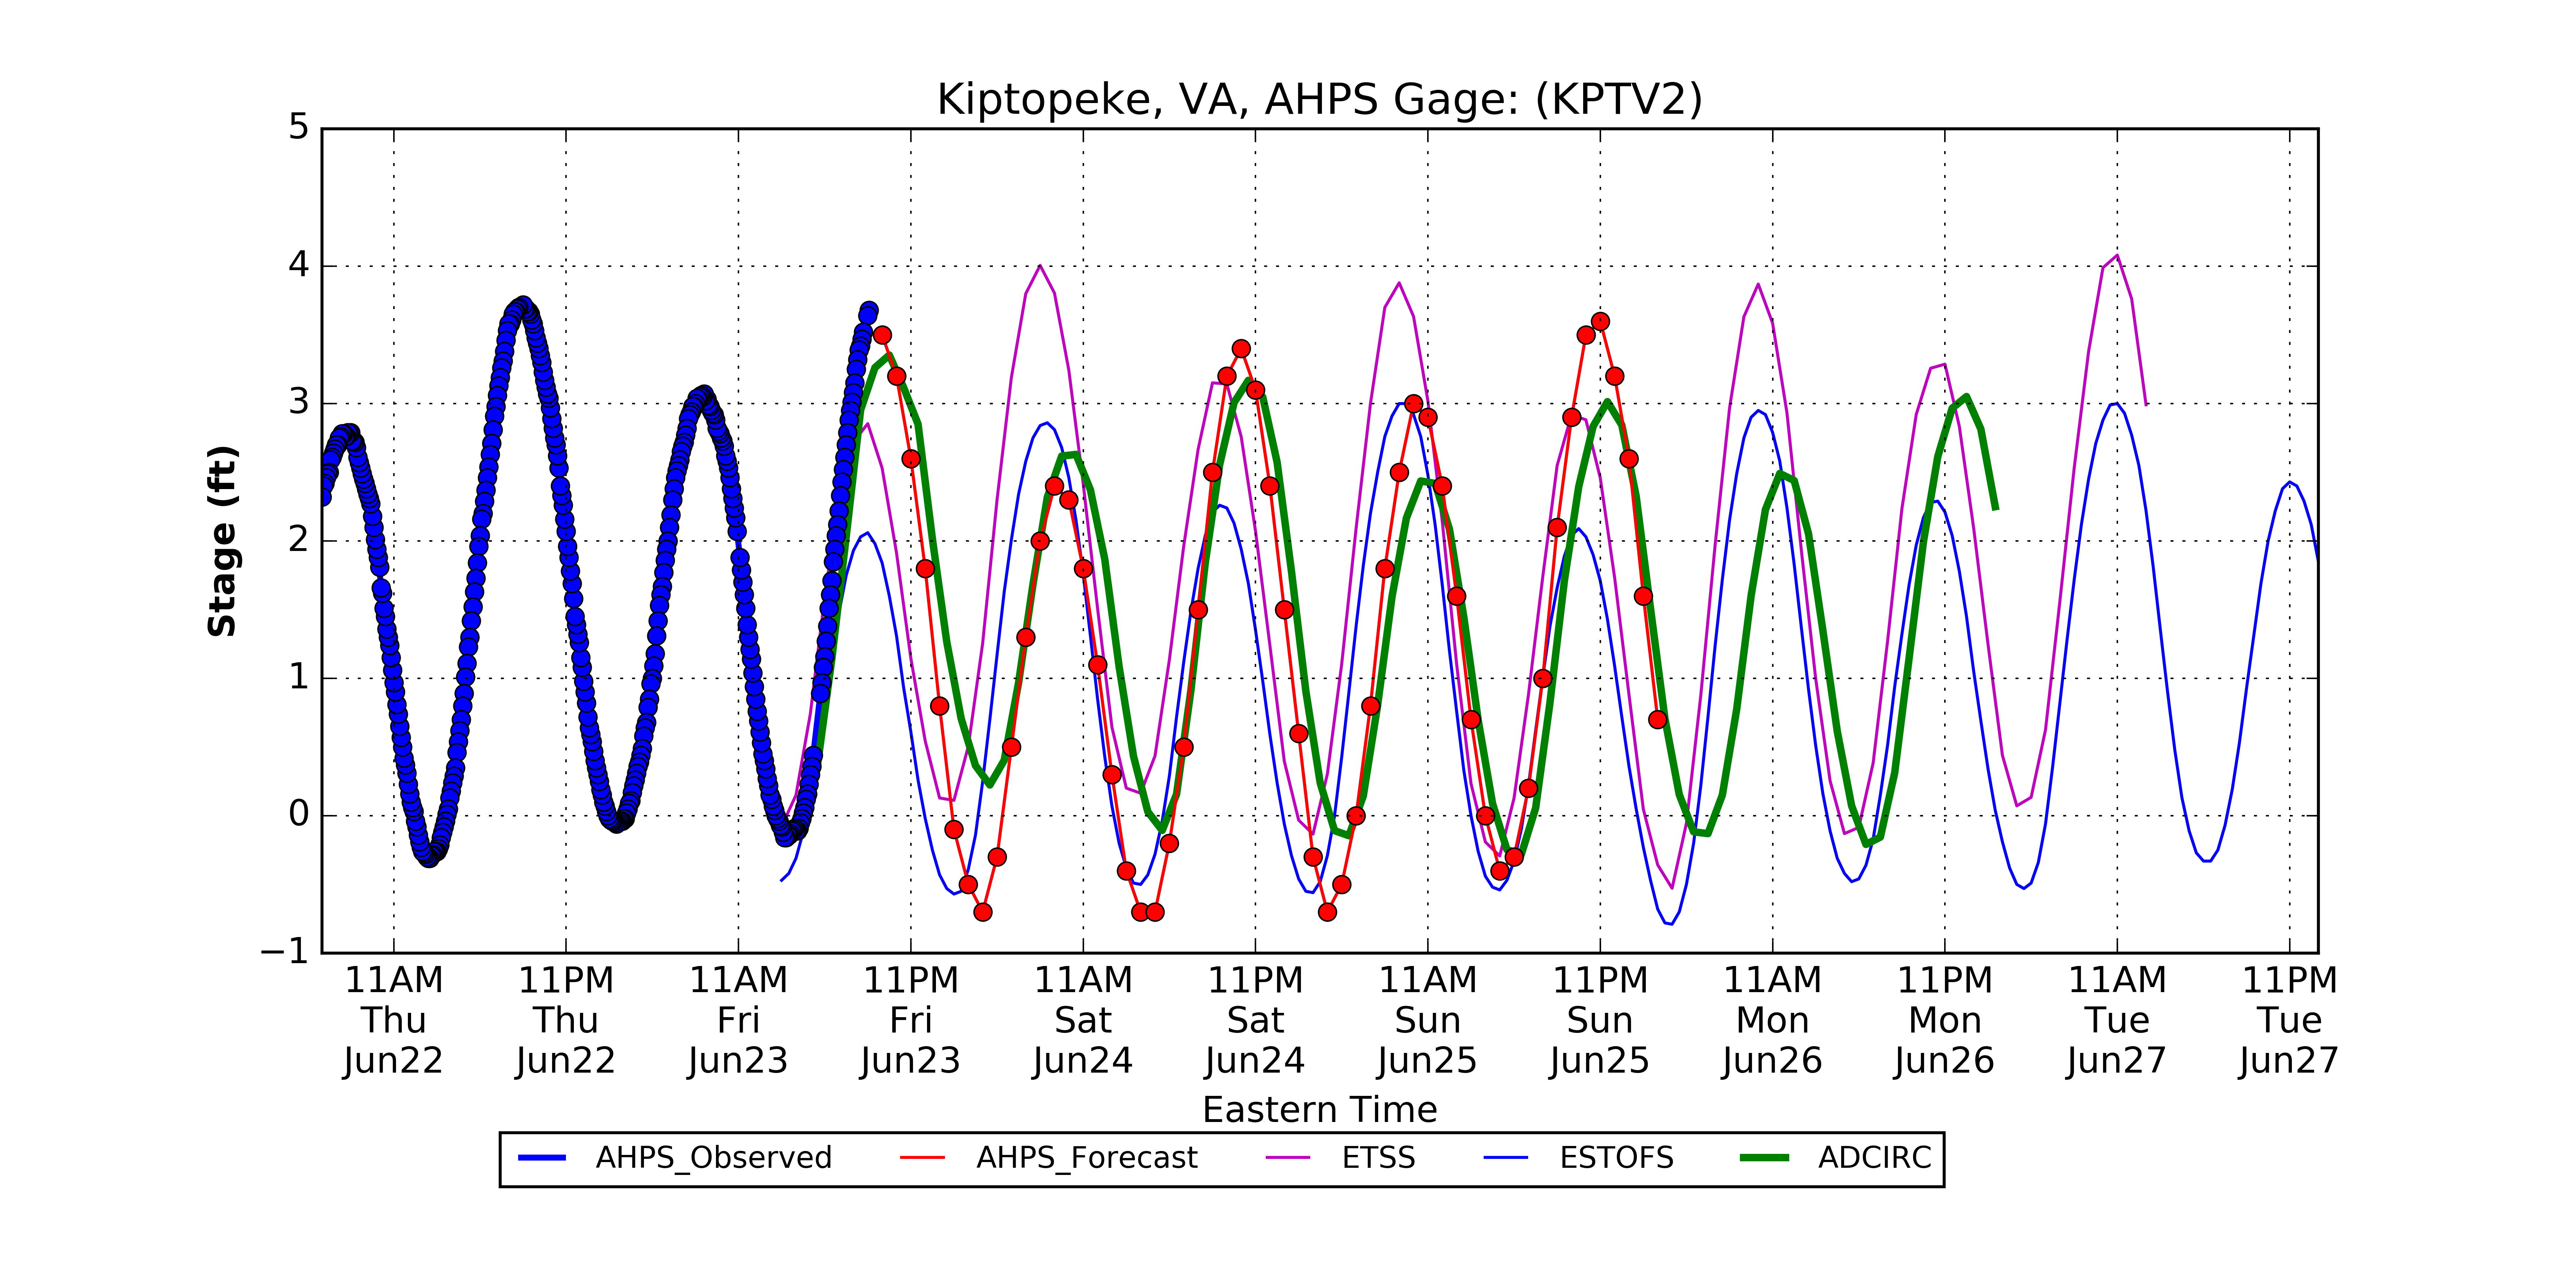 Kiptopeke, VA, AHPS Gage: (KPTV2)
5
4
3
2
1
0
−1
Stage (ft)
11AM 11PM 11AM 11PM 11AM 11PM 11AM 11PM 11AM 11PM 11AM 11PM
Thu Thu Fri Fri Sat Sat Sun Sun Mon Mon Tue Tue
Jun22 Jun22 Jun23 Jun23 Jun24 Jun24 Jun25 Jun25 Jun26 Jun26 Jun27 Jun27
Eastern Time
AHPS_Observed AHPS_Forecast ETSS ESTOFS ADCIRC